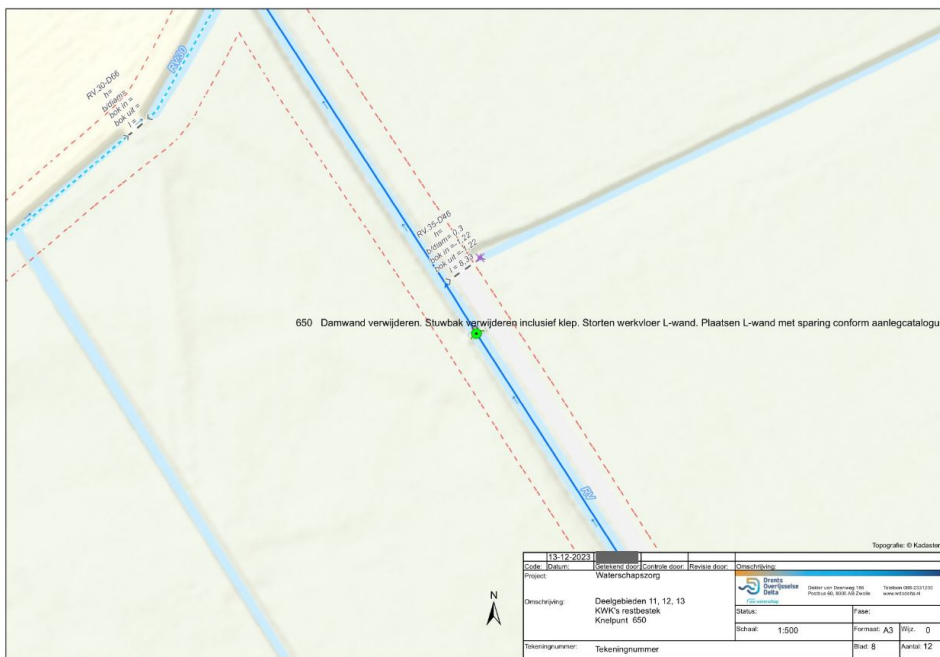 RV.30
RV.30-D66
h=
b/diam=
bok in =
bok uit =
l =
RV.35-D46
h=
b/diam= 0,3
bok in =-1,22
bok uit =-1,22
l = 8,33
650 Damwand verwijderen. Stuwbak verwijderen inclusief klep. Storten werkvloer L-wand. Plaatsen L-wand met sparing conform aanlegcatalogu
RV
Topografie: © Kadaster
N
13-12-2023
Code: Datum: Getekend door: Controle door: Revisie door: Omschrijving:
Project: Waterschapszorg
Omschrijving: Deelgebieden 11, 12, 13
KWK's restbestek
Knelpunt 650
Drents
Overijsselse
Delta
Dokter van Deenweg 186
Postbus 60, 8000 AB Zwolle
Telefoon 088-2331200
www.wdodelta.nl
Status: Fase:
Schaal: 1:500 Formaat: A3 Wijz. 0
Tekeningnummer: Tekeningnummer Blad: 8 Aantal: 12